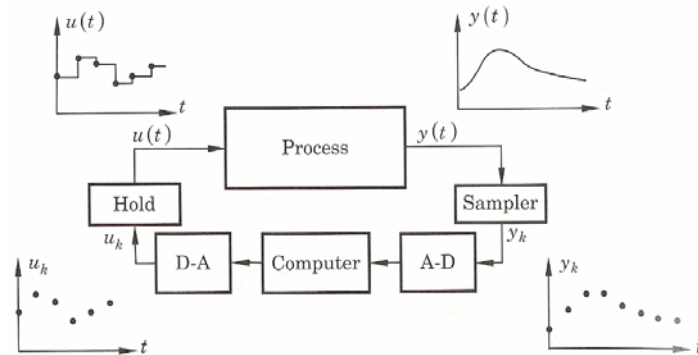 u(t)
y(t)
t
t
u(t)
Process
y(t)
Hold
Sampler
u_k
y_k
D-A
Computer
A-D
u_k
y_k
t